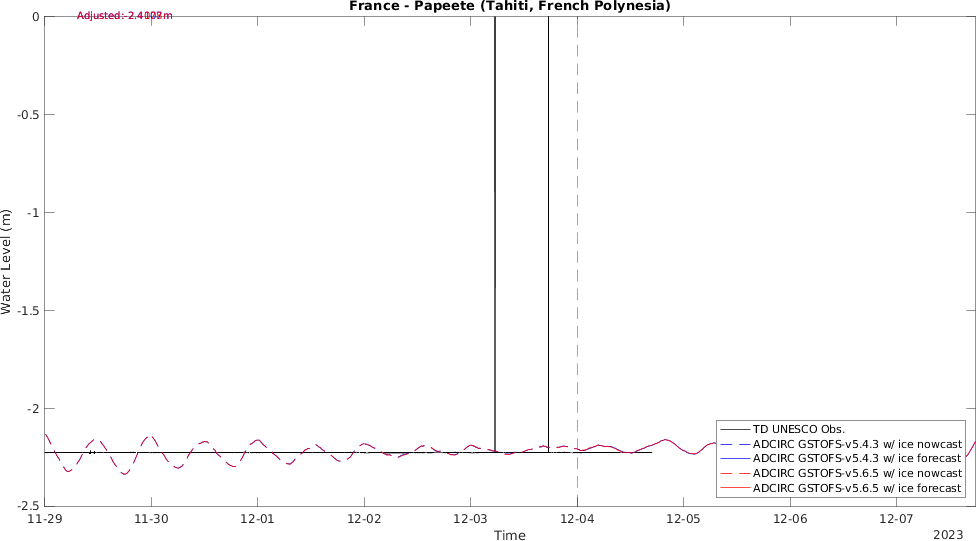 France - Papeete (Tahiti, French Polynesia)
Adjusted:
0
-0.5
-1
-1.5
-2
-2.5
Water Level (m)
11-29
11-30
12-01
12-02
12-03
12-04
12-05
12-06
12-07
Time
2023
TD UNESCO Obs.
ADCIRC GSTOFS-v5.4.3 w/ ice nowcast
ADCIRC GSTOFS-v5.4.3 w/ ice forecast
ADCIRC GSTOFS-v5.6.5 w/ ice nowcast
ADCIRC GSTOFS-v5.6.5 w/ ice forecast